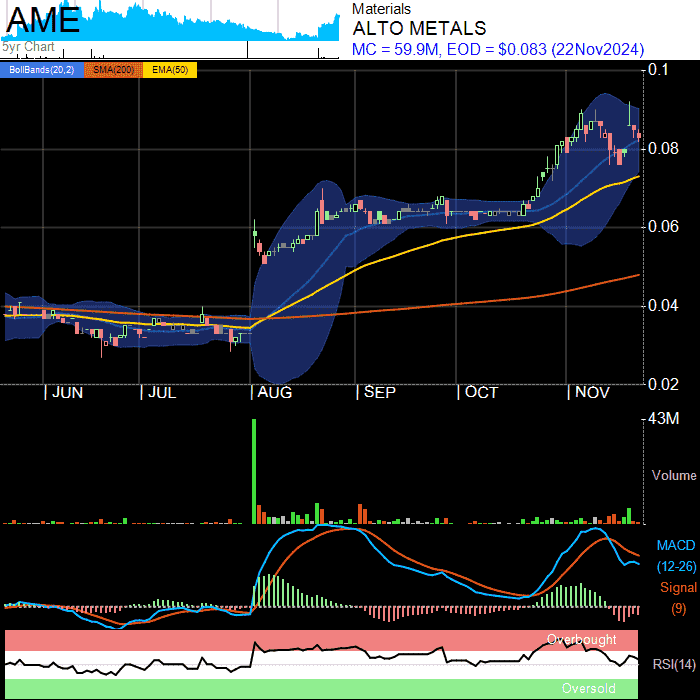 AME
5yr Chart
Materials
ALTO METALS
MC = 59.9M, EOD = $0.083 (22Nov2024)
BollBands(20,2) SMA(200) EMA(50)
0.1
0.08
0.06
0.04
0.02
| JUN | JUL | AUG | SEP | OCT | NOV
43M
Volume
MACD
(12-26)
Signal
(9)
Overbought
RSI(14)
Oversold